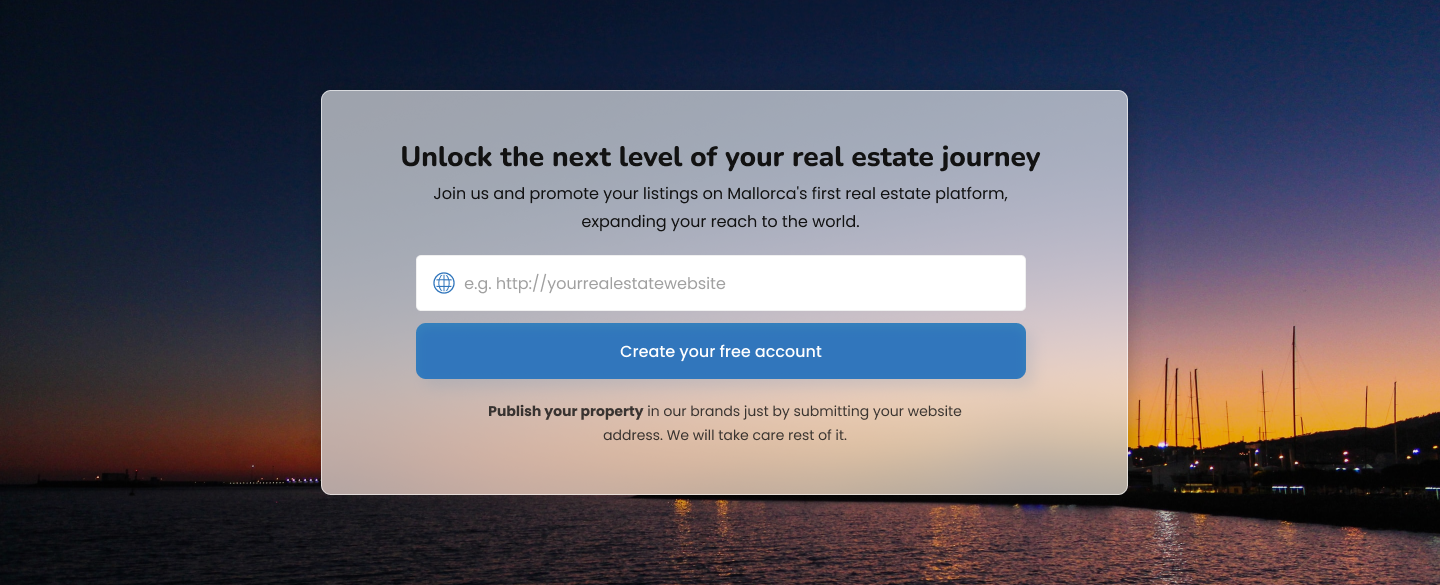 Unlock the next level of your real estate journey
Join us and promote your listings on Mallorca's first real estate platform,
expanding your reach to the world.
e.g. http://yourrealestatewebsite
Create your free account
Publish your property in our brands just by submitting your website
address. We will take care rest of it.